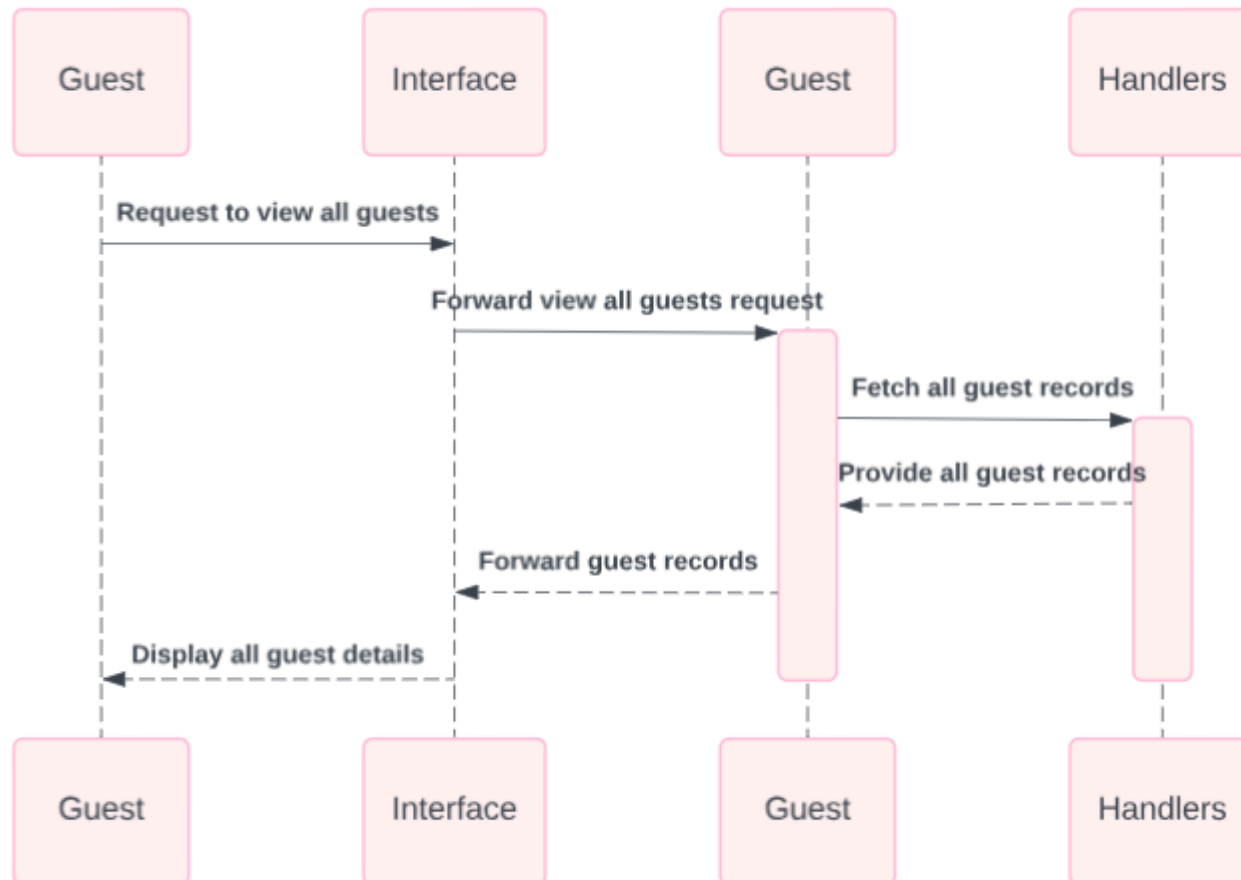 Guest
Interface
Guest
Handlers
Request to view all guests
Forward view all guests request
Fetch all guest records
Provide all guest records
Forward guest records
Display all guest details
Guest
Interface
Guest
Handlers